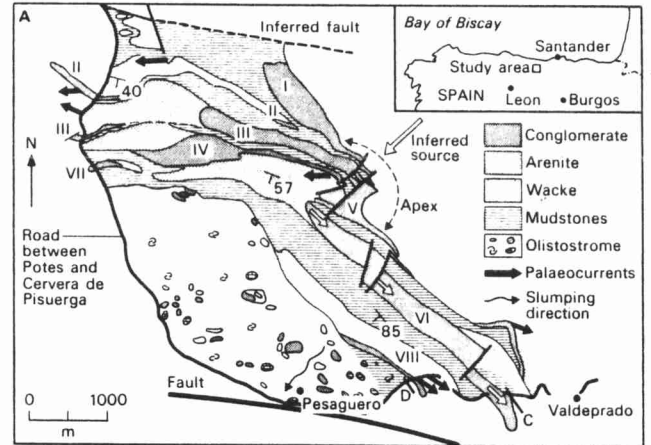 A
Inferred fault
Bay of Biscay
Santander
Study area
SPAIN
Leon
Burgos
II
40
I
II
III
III
IV
VII
57
V
Inferred
source
Apex
N
Road
between
Potes and
Cervera de
Pisuerga
VI
85
VIII
Fault
Pesaguero
D
C
Valdeprado
0
1000
m
Conglomerate
Arenite
Wacke
Mudstones
Olistostrome
Palaeocurrents
Slumping
direction